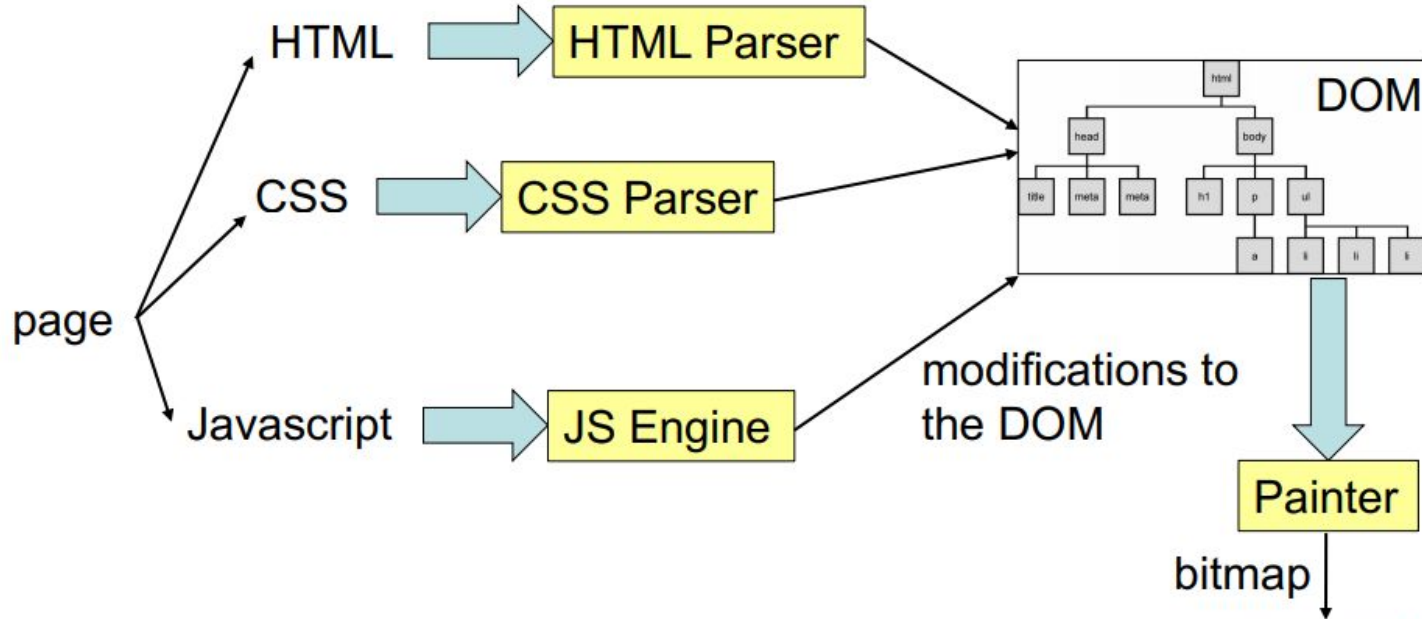 HTML
HTML Parser
CSS
CSS Parser
page
Javascript
JS Engine
DOM
html
head
body
title
meta
meta
h1
p
ul
a
li
li
li
modifications to
the DOM
Painter
bitmap